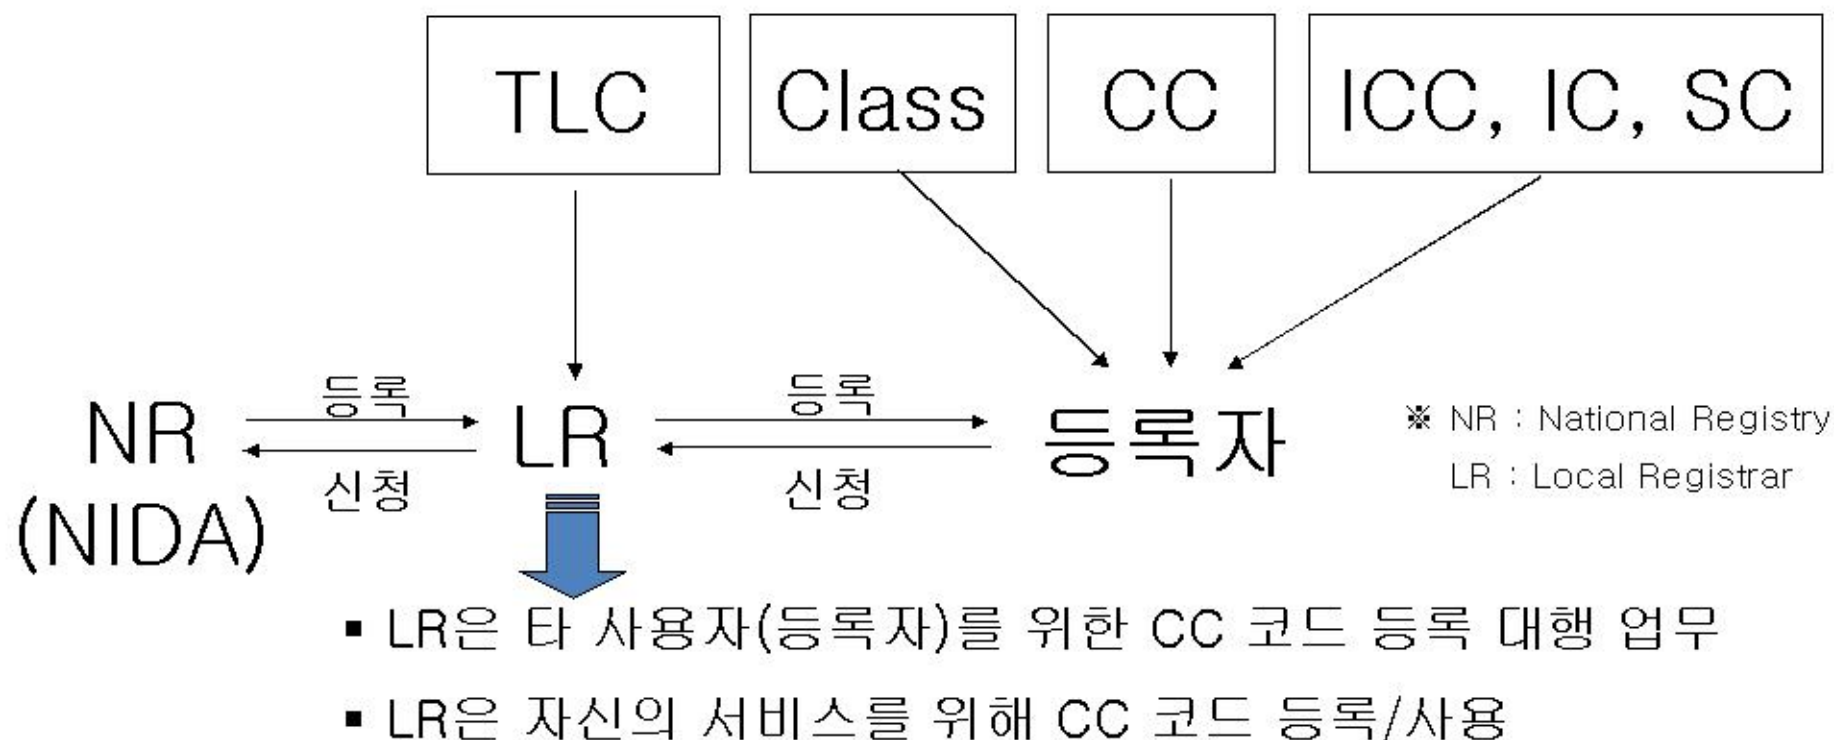 TLC
Class
CC
ICC, IC, SC
등록
등록
NR
(NIDA)
LR
등록자
신청
신청
※ NR : National Registry
LR : Local Registrar
▪ LR은 타 사용자(등록자)를 위한 CC 코드 등록 대행 업무
▪ LR은 자신의 서비스를 위해 CC 코드 등록/사용